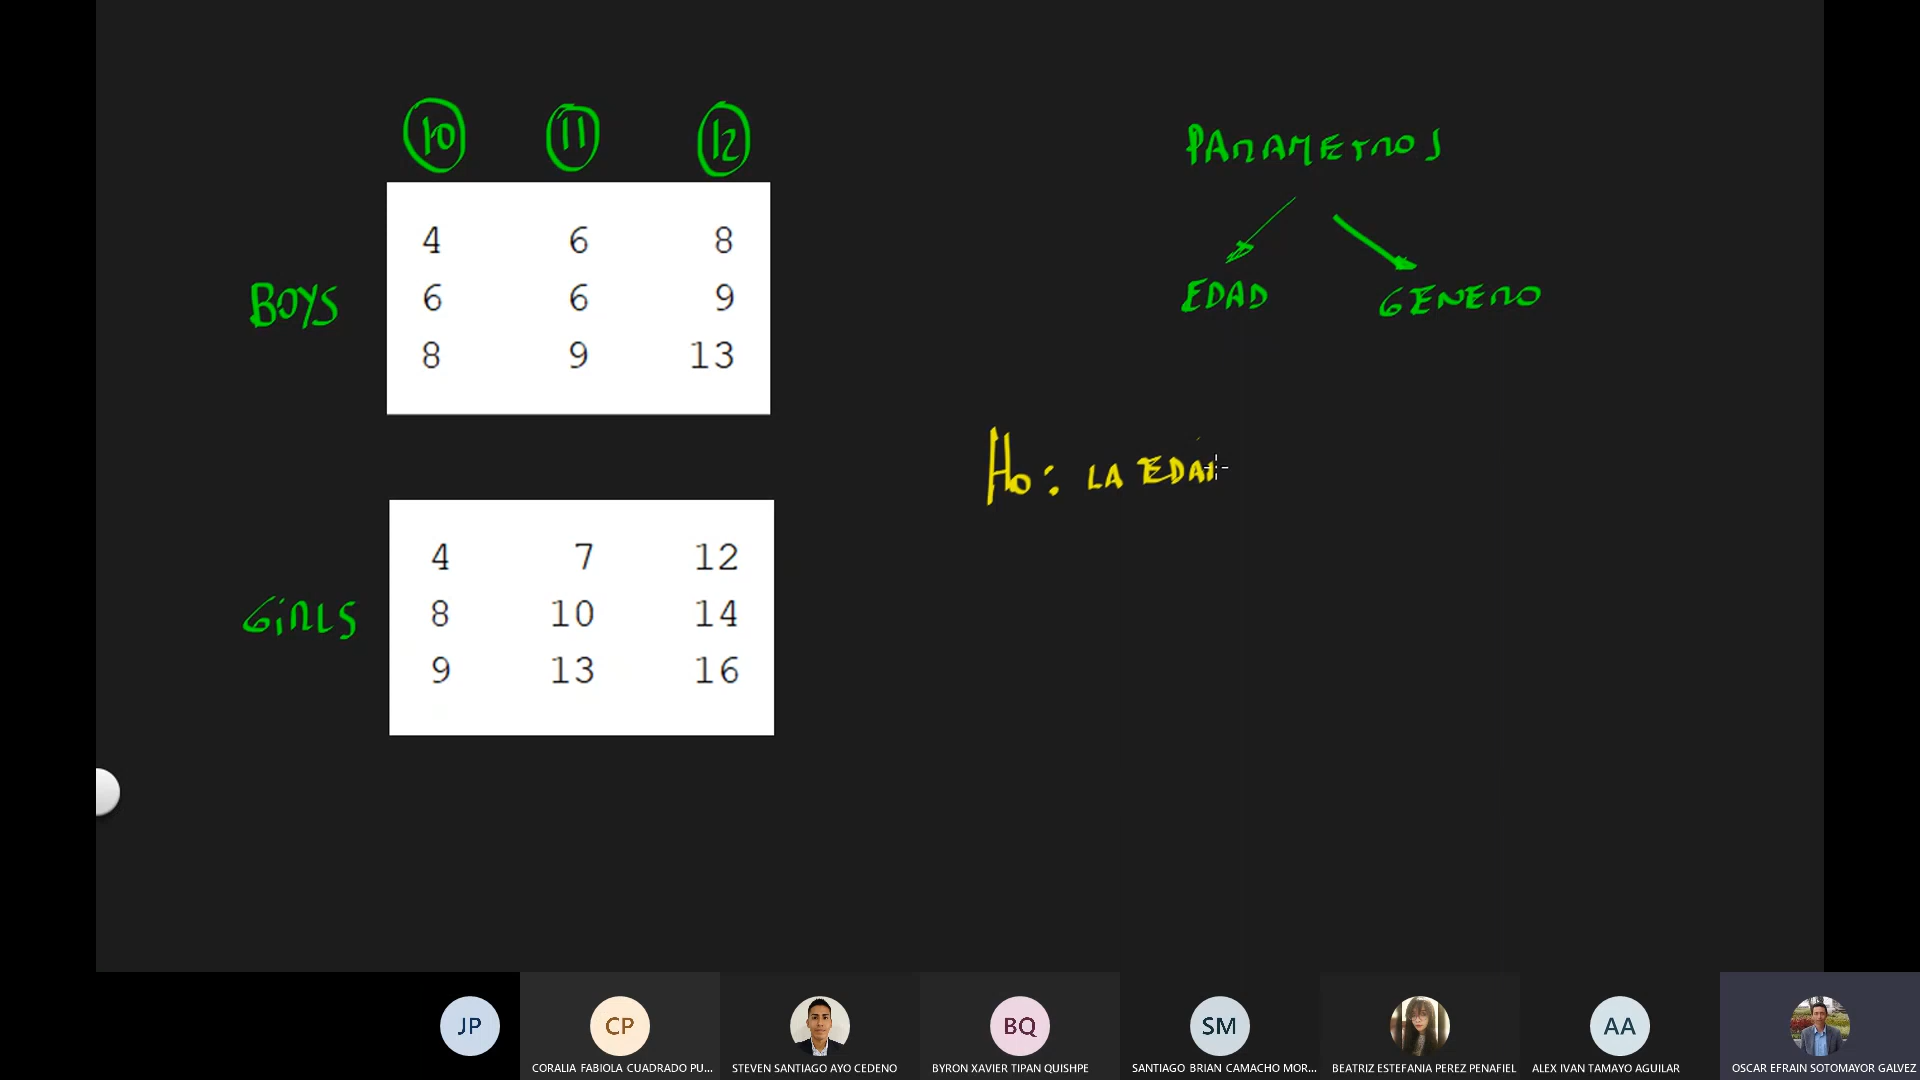 10 11 12
PARAMETROS
4 6 8
6 6 9
8 9 13
BOYS
EDAD GENERO
Ho: LA EDAD
4 7 12
8 10 14
9 13 16
GIRLS
JP CP BQ SM AA
CORALIA FABIOLA CUADRADO PU... STEVEN SANTIAGO AYO CEDENO BYRON XAVIER TIPAN QUISHPE SANTIAGO BRIAN CAMACHO MOR... BEATRIZ ESTEFANIA PEREZ PENAFIEL ALEX IVAN TAMAYO AGUILAR OSCAR EFRAIN SOTOMAYOR GALVEZ